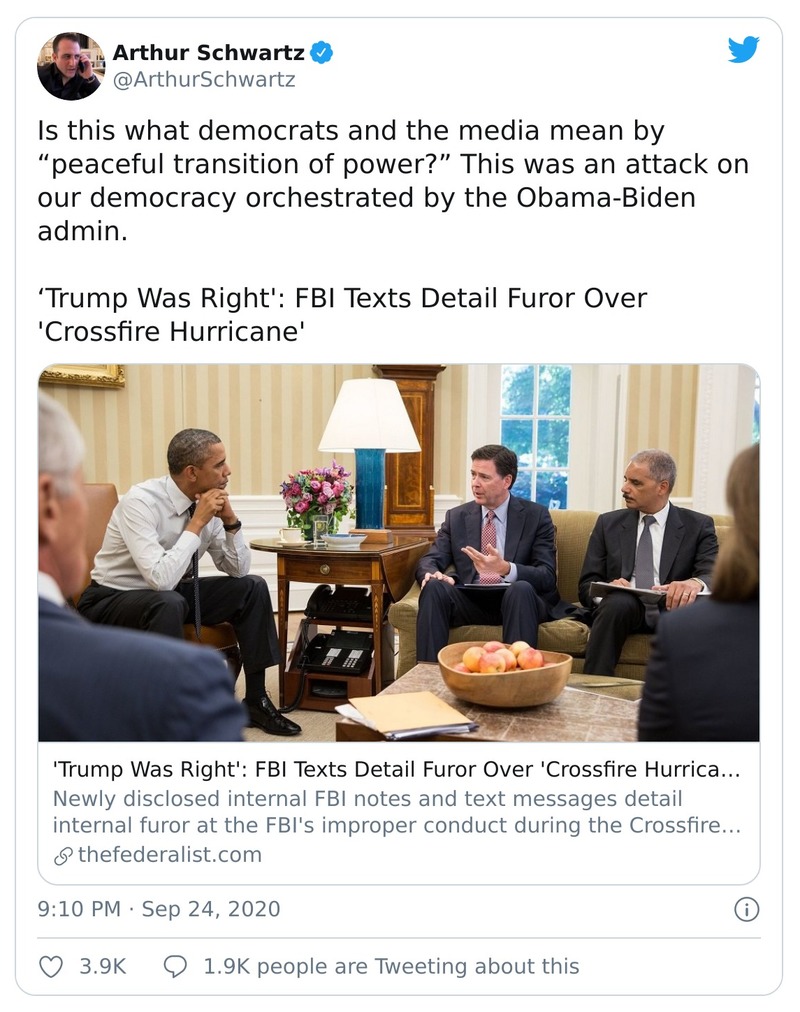 Arthur Schwartz
@ArthurSchwartz
Is this what democrats and the media mean by
“peaceful transition of power?” This was an attack on
our democracy orchestrated by the Obama-Biden
admin.
‘Trump Was Right': FBI Texts Detail Furor Over
'Crossfire Hurricane'
'Trump Was Right': FBI Texts Detail Furor Over 'Crossfire Hurrica…
Newly disclosed internal FBI notes and text messages detail
internal furor at the FBI's improper conduct during the Crossfire…
thefederalist.com
9:10 PM · Sep 24, 2020
3.9K 1.9K people are Tweeting about this